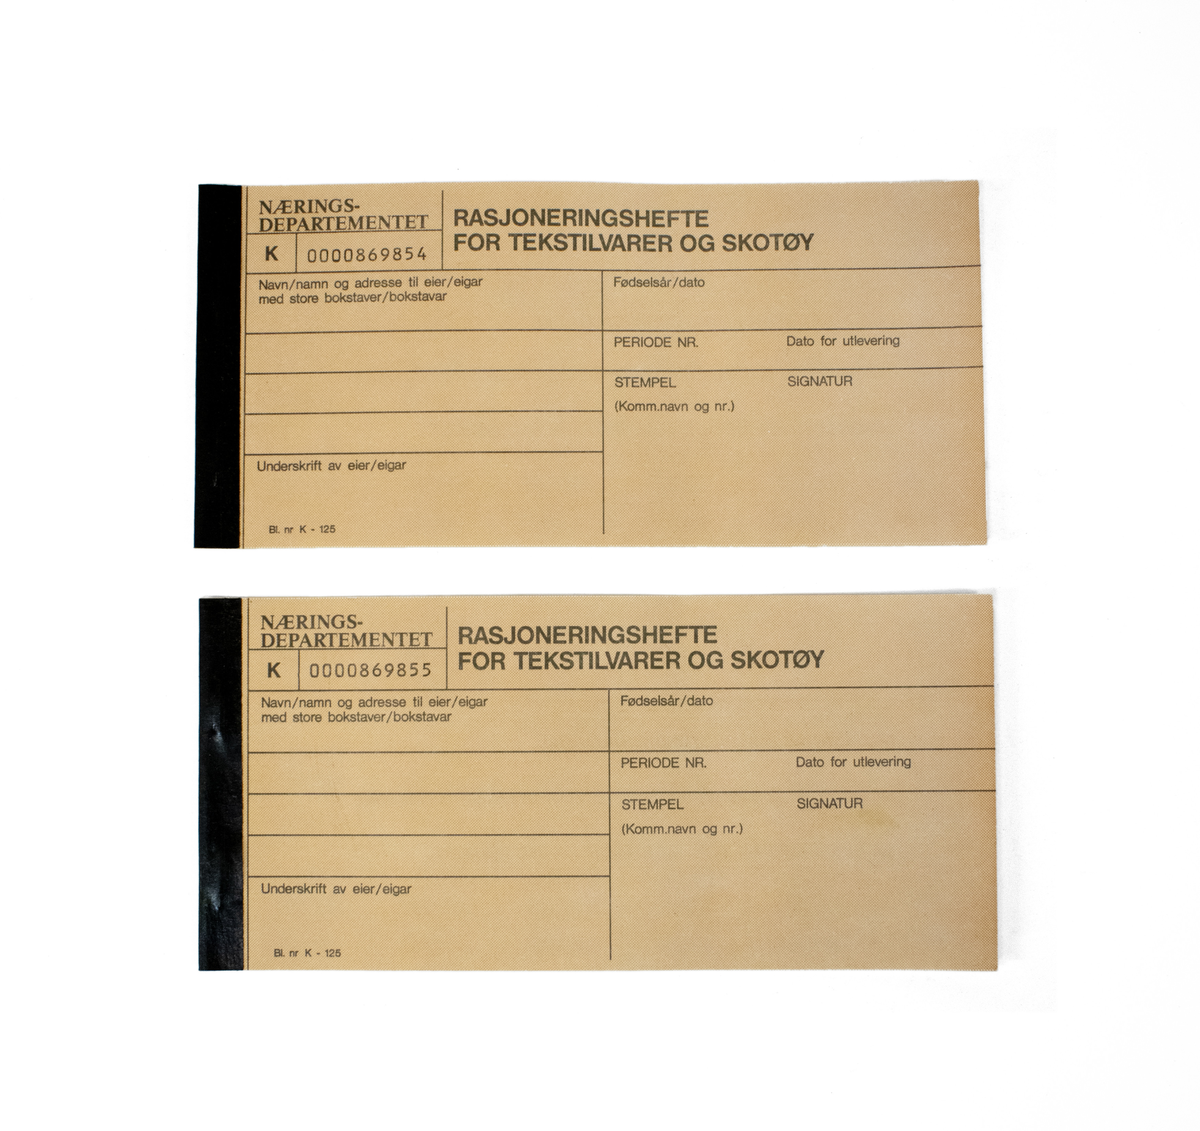 NÆRINGS-
DEPARTEMENTET
K 0000869854
RASJONERINGSHEFTE
FOR TEKSTILVARER OG SKOTØY
Navn/namn og adresse til eier/eigar
med store bokstaver/bokstavar
Fødselsår/dato
PERIODE NR. Dato for utlevering
STEMPEL SIGNATUR
(Komm.navn og nr.)
Underskrift av eier/eigar
Bl. nr K - 125
NÆRINGS-
DEPARTEMENTET
K 0000869855
RASJONERINGSHEFTE
FOR TEKSTILVARER OG SKOTØY
Navn/namn og adresse til eier/eigar
med store bokstaver/bokstavar
Fødselsår/dato
PERIODE NR. Dato for utlevering
STEMPEL SIGNATUR
(Komm.navn og nr.)
Underskrift av eier/eigar
Bl. nr K - 125